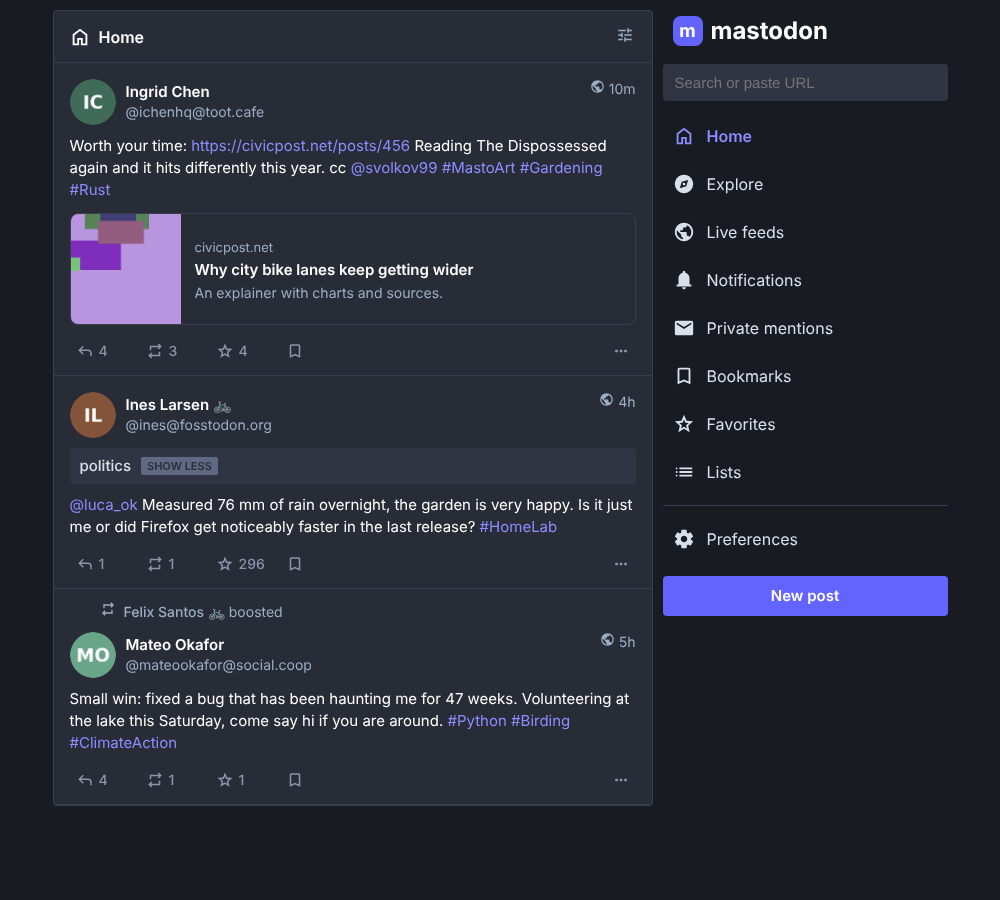 Home
IC
Ingrid Chen
10m
@ichenhq@toot.cafe
Worth your time: https://civicpost.net/posts/456 Reading The Dispossessed
again and it hits differently this year. cc @svolkov99 #MastoArt #Gardening
#Rust
civicpost.net
Why city bike lanes keep getting wider
An explainer with charts and sources.
4 3 4
IL
Ines Larsen 🚲
4h
@ines@fosstodon.org
politics SHOW LESS
@luca_ok Measured 76 mm of rain overnight, the garden is very happy. Is it just
me or did Firefox get noticeably faster in the last release? #HomeLab
1 1 296
Felix Santos 🚲 boosted
MO
Mateo Okafor
5h
@mateookafor@social.coop
Small win: fixed a bug that has been haunting me for 47 weeks. Volunteering at
the lake this Saturday, come say hi if you are around. #Python #Birding
#ClimateAction
4 1 1
m mastodon
Search or paste URL
Home
Explore
Live feeds
Notifications
Private mentions
Bookmarks
Favorites
Lists
Preferences
New post